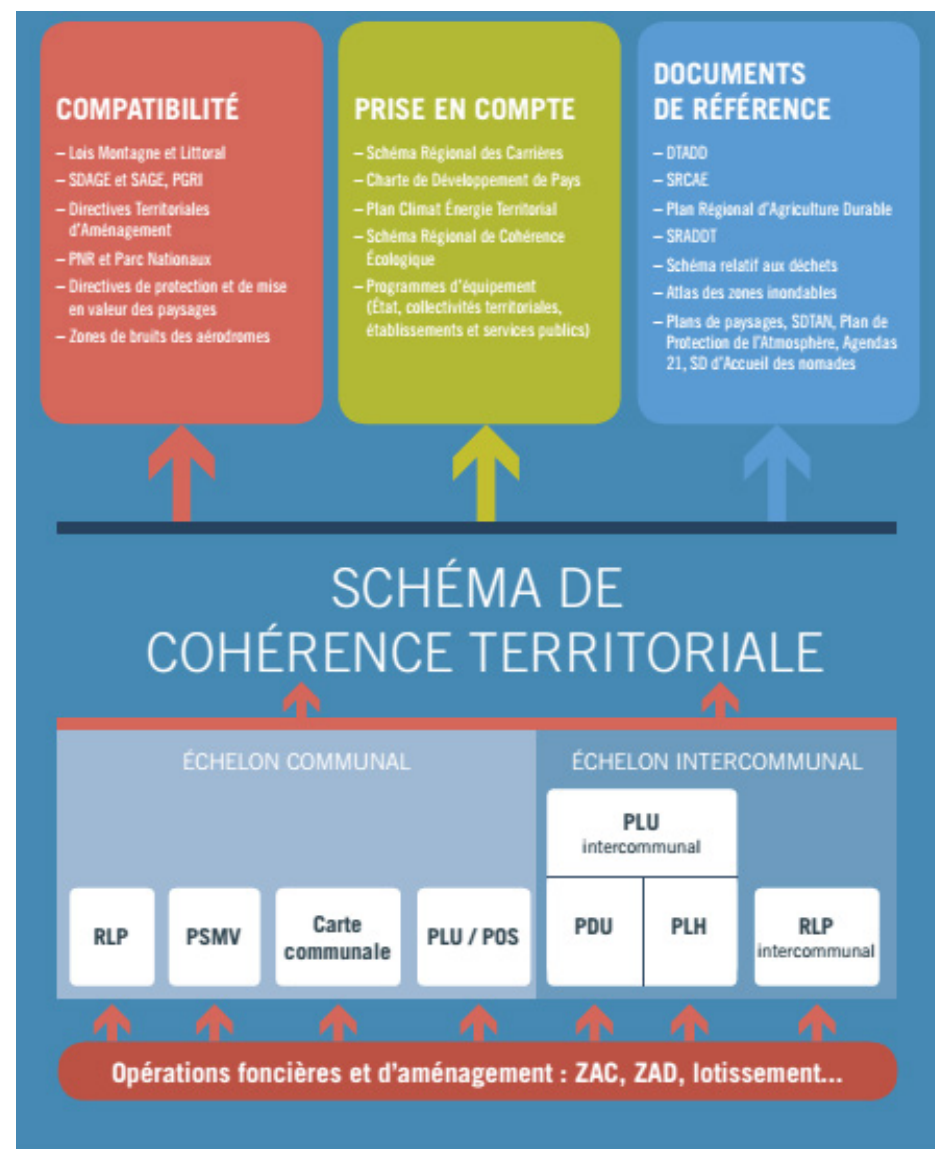 COMPATIBILITÉ
– Lois Montagne et Littoral
– SDAGE et SAGE, PGRI
– Directives Territoriales
d'Aménagement
– PNR et Parc Nationaux
– Directives de protection et de mise
en valeur des paysages
– Zones de bruits des aérodromes
PRISE EN COMPTE
– Schéma Régional des Carrières
– Charte de Développement de Pays
– Plan Climat Énergie Territorial
– Schéma Régional de Cohérence
Écologique
– Programmes d'équipement
(État, collectivités territoriales,
établissements et services publics)
DOCUMENTS
DE RÉFÉRENCE
– DTADD
– SRCAE
– Plan Régional d'Agriculture Durable
– SRADDT
– Schéma relatif aux déchets
– Atlas des zones inondables
– Plans de paysages, SDTAN, Plan de
Protection de l'Atmosphère, Agendas
21, SD d'Accueil des nomades
SCHÉMA DE
COHÉRENCE TERRITORIALE
ÉCHELON COMMUNAL
RLP
PSMV
Carte
communale
PLU / POS
ÉCHELON INTERCOMMUNAL
PLU
intercommunal
PDU
PLH
RLP
intercommunal
Opérations foncières et d'aménagement : ZAC, ZAD, lotissement...